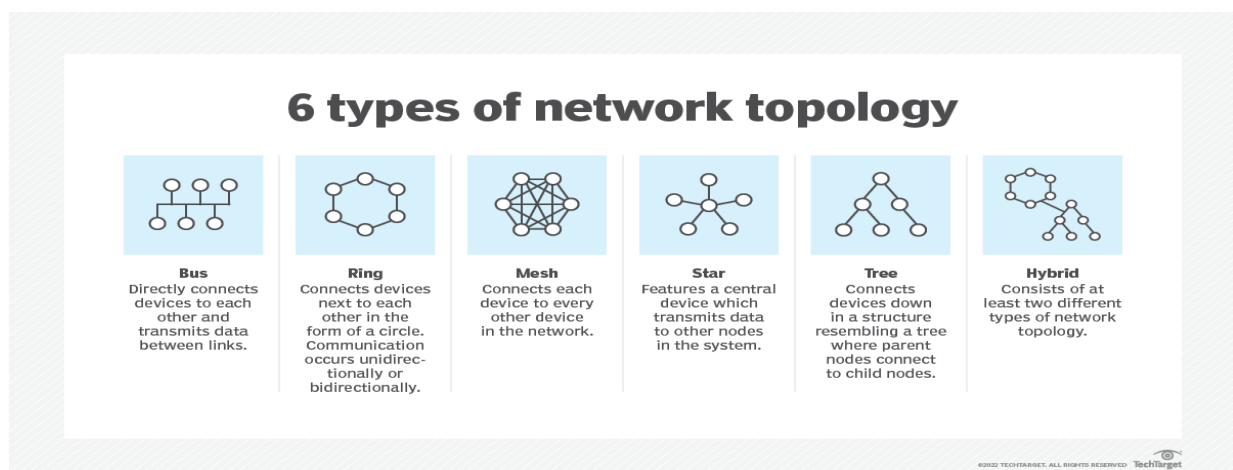 6 types of network topology
Bus
Directly connects
devices to each
other and
transmits data
between links.
Ring
Connects devices
next to each
other in the
form of a circle.
Communication
occurs unidirec-
tionally or
bidirectionally.
Mesh
Connects each
device to every
other device
in the network.
Star
Features a central
device which
transmits data
to other nodes
in the system.
Tree
Connects
devices down
in a structure
resembling a tree
where parent
nodes connect
to child nodes.
Hybrid
Consists of at
least two different
types of network
topology.
©2022 TECHTARGET. ALL RIGHTS RESERVED TechTarget